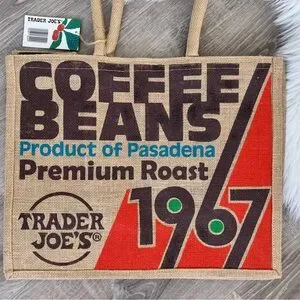 TRADER JOE'S
COFFEE
BEANS
Product of Pasadena
Premium Roast
1967
TRADER
JOE'S®